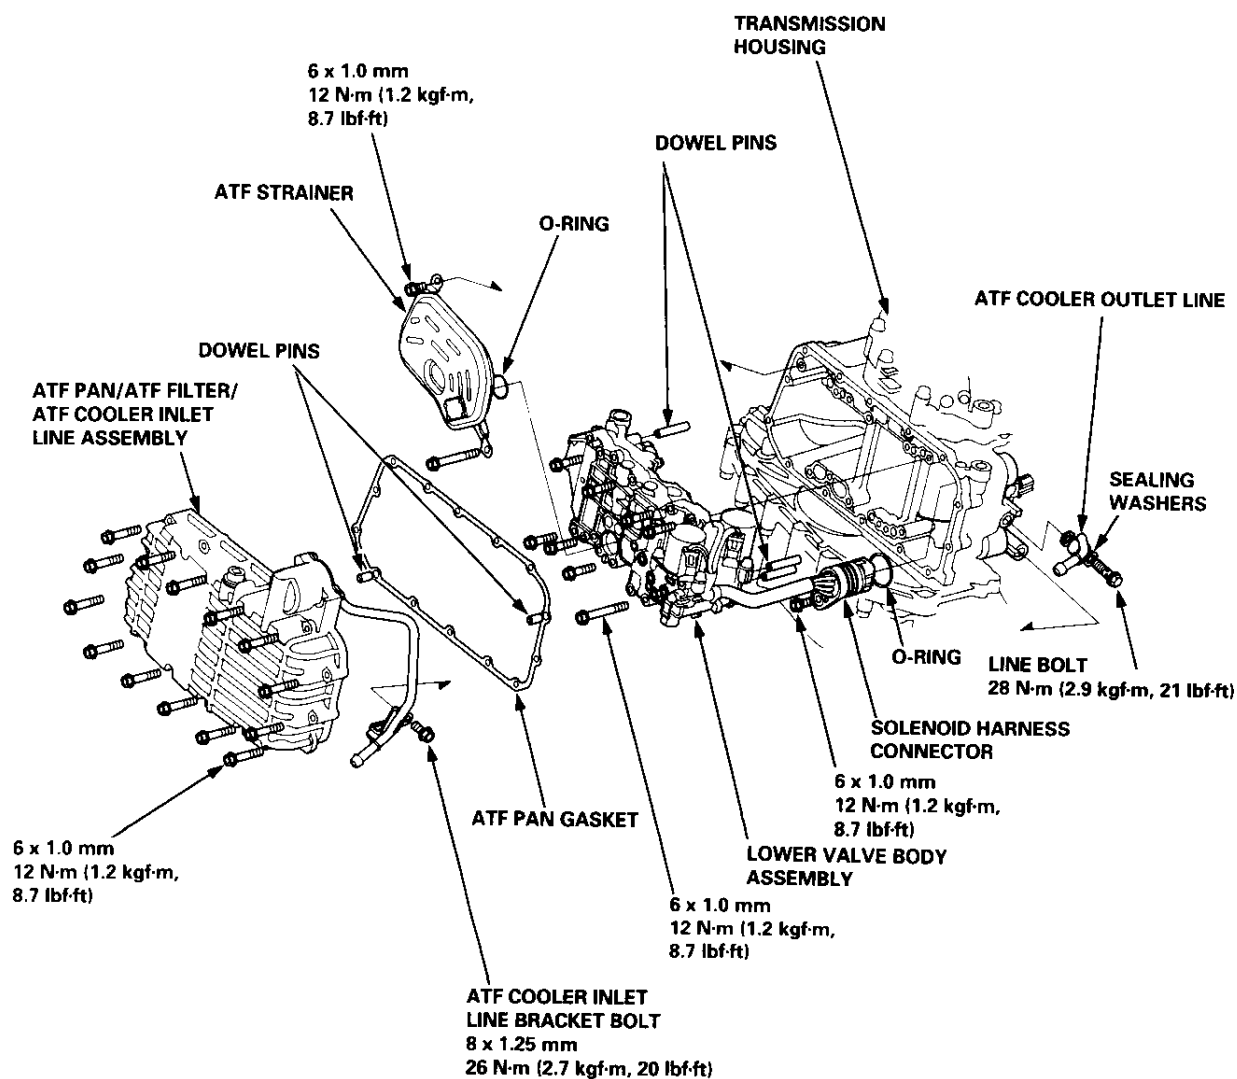 TRANSMISSION
HOUSING
6 x 1.0 mm
12 N·m (1.2 kgf·m,
8.7 lbf·ft)
DOWEL PINS
ATF STRAINER
O-RING
ATF COOLER OUTLET LINE
DOWEL PINS
ATF PAN/ATF FILTER/
ATF COOLER INLET
LINE ASSEMBLY
SEALING
WASHERS
O-RING
LINE BOLT
28 N·m (2.9 kgf·m, 21 lbf·ft)
SOLENOID HARNESS
CONNECTOR
6 x 1.0 mm
12 N·m (1.2 kgf·m,
8.7 lbf·ft)
ATF PAN GASKET
6 x 1.0 mm
12 N·m (1.2 kgf·m,
8.7 lbf·ft)
LOWER VALVE BODY
ASSEMBLY
6 x 1.0 mm
12 N·m (1.2 kgf·m,
8.7 lbf·ft)
ATF COOLER INLET
LINE BRACKET BOLT
8 x 1.25 mm
26 N·m (2.7 kgf·m, 20 lbf·ft)